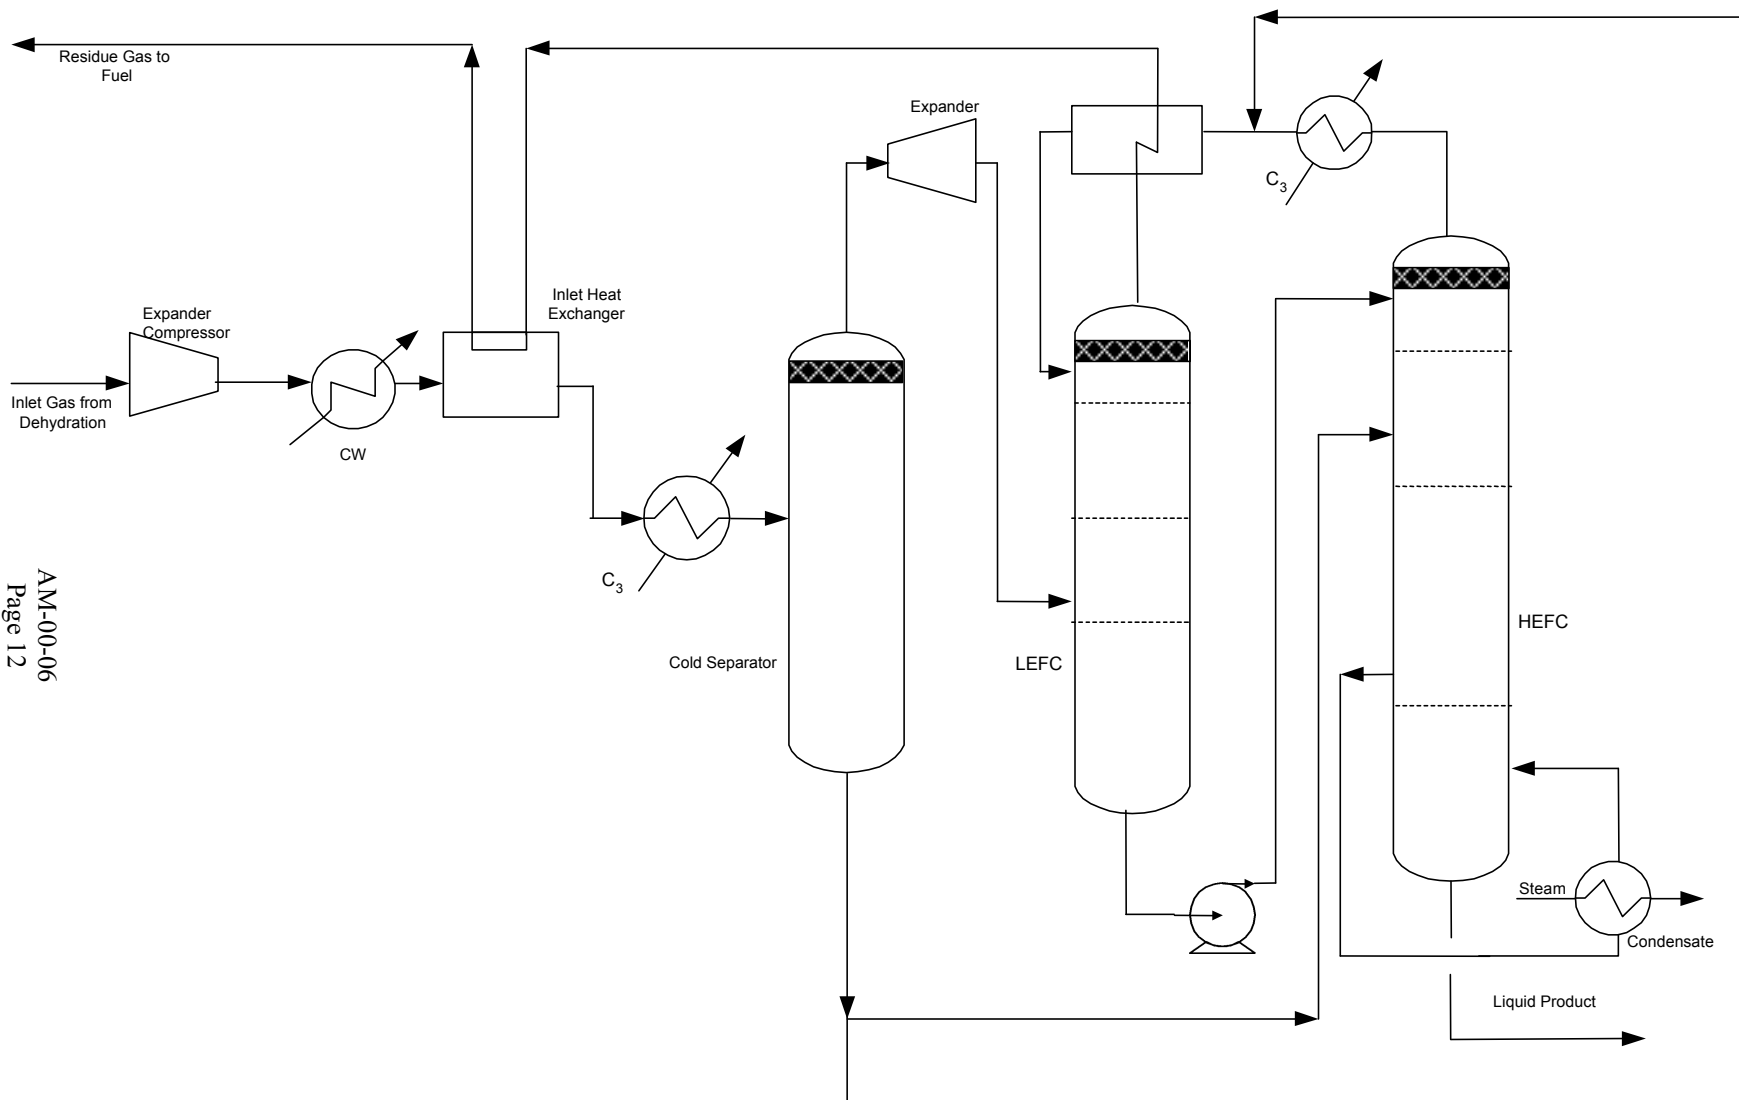 Residue Gas to
Fuel
Expander
C3
Inlet Heat
Exchanger
Expander
Compressor
Inlet Gas from
Dehydration
CW
C3
Cold Separator
LEFC
HEFC
Steam
Condensate
Liquid Product
AM-00-06
Page 12